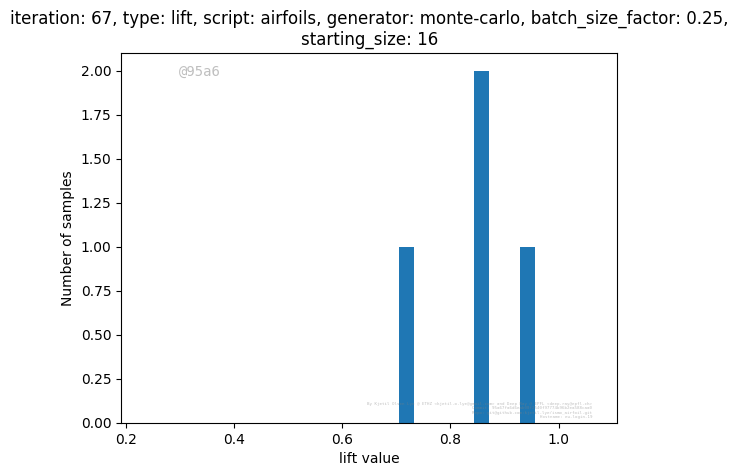 iteration: 67, type: lift, script: airfoils, generator: monte-carlo, batch_size_factor: 0.25,
starting_size: 16
@95a6
2.00
1.75
1.50
1.25
1.00
0.75
0.50
0.25
0.00
Number of samples
0.2 0.4 0.6 0.8 1.0
lift value